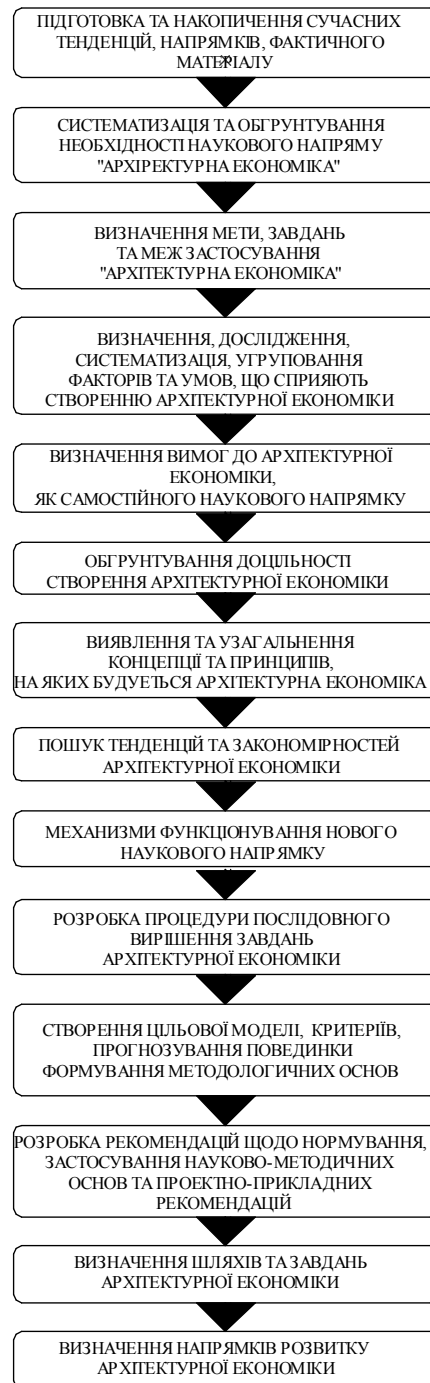 ПІДГОТОВКА ТА НАКОПИЧЕННЯ СУЧАСНИХ
ТЕНДЕНЦІЙ, НАПРЯМКІВ, ФАКТИЧНОГО
МАТЕРІАЛУ
СИСТЕМАТИЗАЦІЯ ТА ОБГРУНТУВАННЯ
НЕОБХІДНОСТІ НАУКОВОГО НАПРЯМУ
"АРХІРЕКТУРНА ЕКОНОМІКА"
ВИЗНАЧЕННЯ МЕТИ, ЗАВДАНЬ
ТА МЕЖ ЗАСТОСУВАННЯ
"АРХІТЕКТУРНА ЕКОНОМІКА"
ВИЗНАЧЕННЯ, ДОСЛІДЖЕННЯ,
СИСТЕМАТИЗАЦІЯ, УГРУПОВАННЯ
ФАКТОРІВ ТА УМОВ, ЩО СПРИЯЮТЬ
СТВОРЕННЮ АРХІТЕКТУРНОЇ ЕКОНОМІКИ
ВИЗНАЧЕННЯ ВИМОГ ДО АРХІТЕКТУРНОЇ
ЕКОНОМІКИ,
ЯК САМОСТІЙНОГО НАУКОВОГО НАПРЯМКУ
ОБГРУНТУВАННЯ ДОЦІЛЬНОСТІ
СТВОРЕННЯ АРХІТЕКТУРНОЇ ЕКОНОМІКИ
ВИЯВЛЕННЯ ТА УЗАГАЛЬНЕННЯ
КОНЦЕПЦІЇ ТА ПРИНЦИПІВ,
НА ЯКИХ БУДУЕТЬСЯ АРХІТЕКТУРНА ЕКОНОМІКА
ПОШУК ТЕНДЕНЦІЙ ТА ЗАКОНОМІРНОСТЕЙ
АРХІТЕКТУРНОЇ ЕКОНОМІКИ
МЕХАНІЗМИ ФУНКЦІОНУВАННЯ НОВОГО
НАУКОВОГО НАПРЯМКУ
РОЗРОБКА ПРОЦЕДУРИ ПОСЛІДОВНОГО
ВИРІШЕННЯ ЗАВДАНЬ
АРХІТЕКТУРНОЇ ЕКОНОМІКИ
СТВОРЕННЯ ЦІЛЬОВОЇ МОДЕЛІ, КРИТЕРІЇВ,
ПРОГНОЗУВАННЯ ПОВЕДИНКИ
ФОРМУВАННЯ МЕТОДОЛОГИЧНИХ ОСНОВ
РОЗРОБКА РЕКОМЕНДАЦІЙ ЩОДО НОРМУВАННЯ,
ЗАСТОСУВАННЯ НАУКОВО-МЕТОДИЧНИХ
ОСНОВ ТА ПРОЕКТНО-ПРИКЛАДНИХ
РЕКОМЕНДАЦІЙ
ВИЗНАЧЕННЯ ШЛЯХІВ ТА ЗАВДАНЬ
АРХІТЕКТУРНОЇ ЕКОНОМІКИ
ВИЗНАЧЕННЯ НАПРЯМКІВ РОЗВИТКУ
АРХІТЕКТУРНОЇ ЕКОНОМІКИ